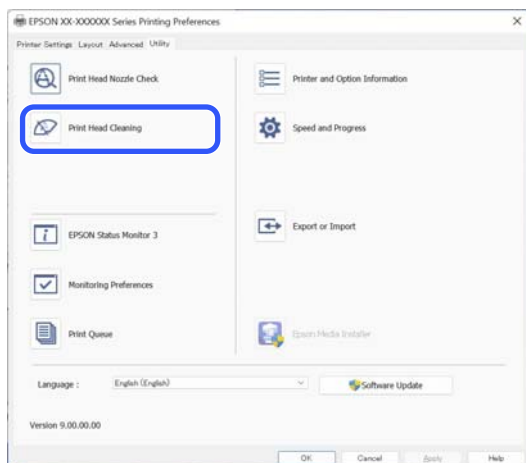 EPSON XX-XXXXXX Series Printing Preferences
Printer Settings Layout Advanced Utility
Print Head Nozzle Check
Printer and Option Information
Print Head Cleaning
Speed and Progress
EPSON Status Monitor 3
Export or Import
Monitoring Preferences
Print Queue
Epson Media Installer
Language :
English (English)
Software Update
Version 9.00.00.00
OK Cancel Apply Help